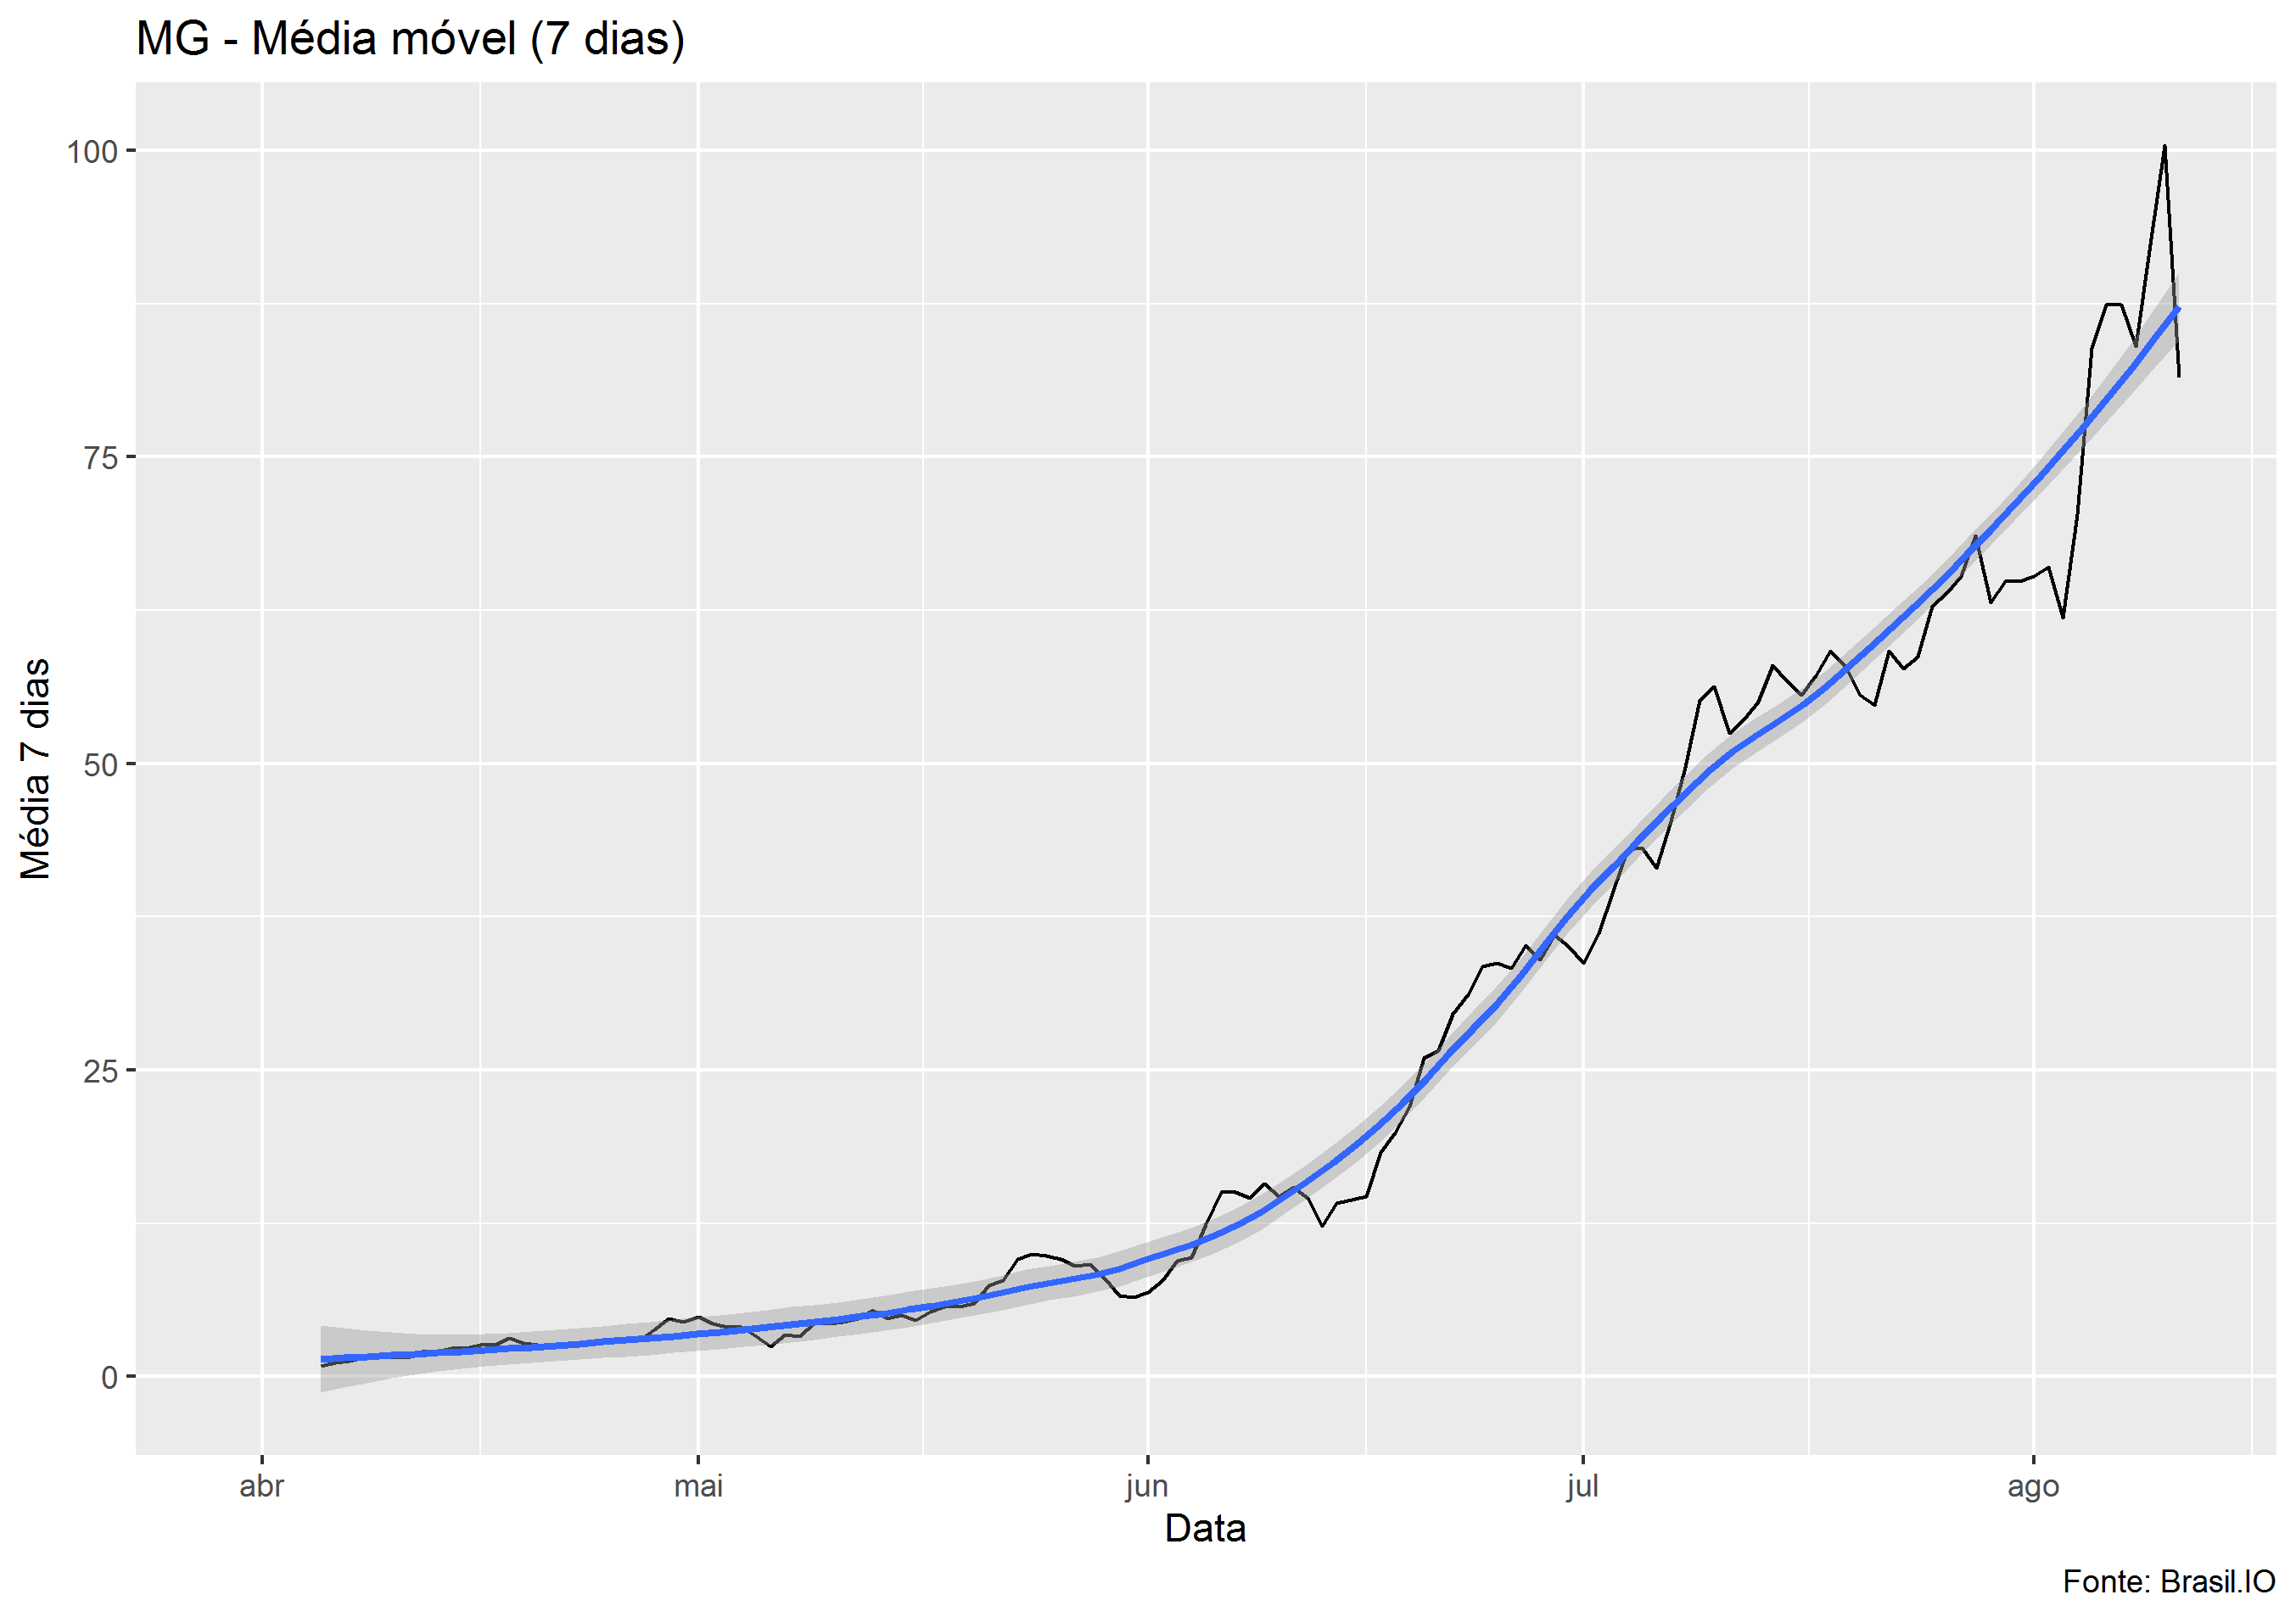 MG - Média móvel (7 dias)
100
75
50
25
0
Média 7 dias
abr
mai
jun
jul
ago
Data
Fonte: Brasil.IO